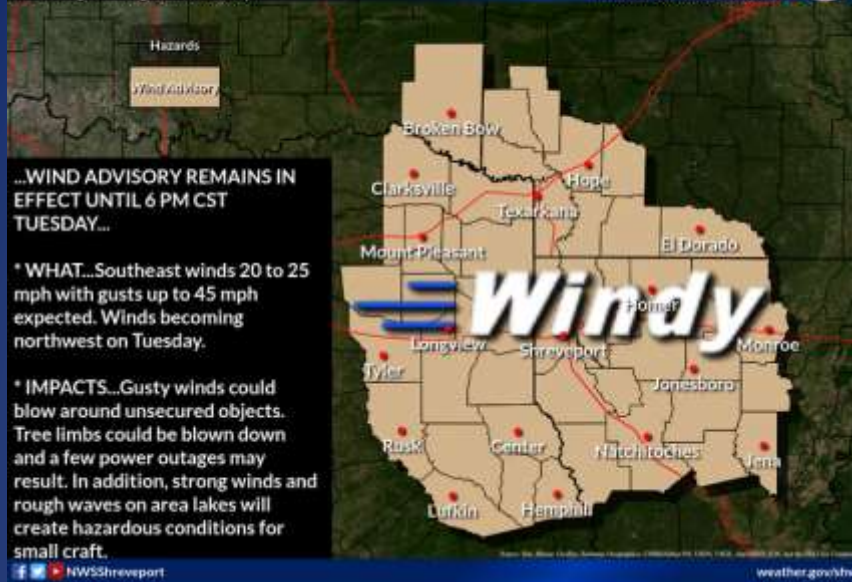 Hazards
Wind Advisory
...WIND ADVISORY REMAINS IN
EFFECT UNTIL 6 PM CST
TUESDAY...
* WHAT...Southeast winds 20 to 25
mph with gusts up to 45 mph
expected. Winds becoming
northwest on Tuesday.
* IMPACTS...Gusty winds could
blow around unsecured objects.
Tree limbs could be blown down
and a few power outages may
result. In addition, strong winds and
rough waves on area lakes will
create hazardous conditions for
small craft.
Broken Bow
Clarksville
Hope
Texarkana
Mount Pleasant
El Dorado
Windy
Homer
Longview
Shreveport
Monroe
Tyler
Jonesboro
Rusk
Center
Natchitoches
Jena
Lufkin
Hemphill
NWSShreveport
weather.gov/shv